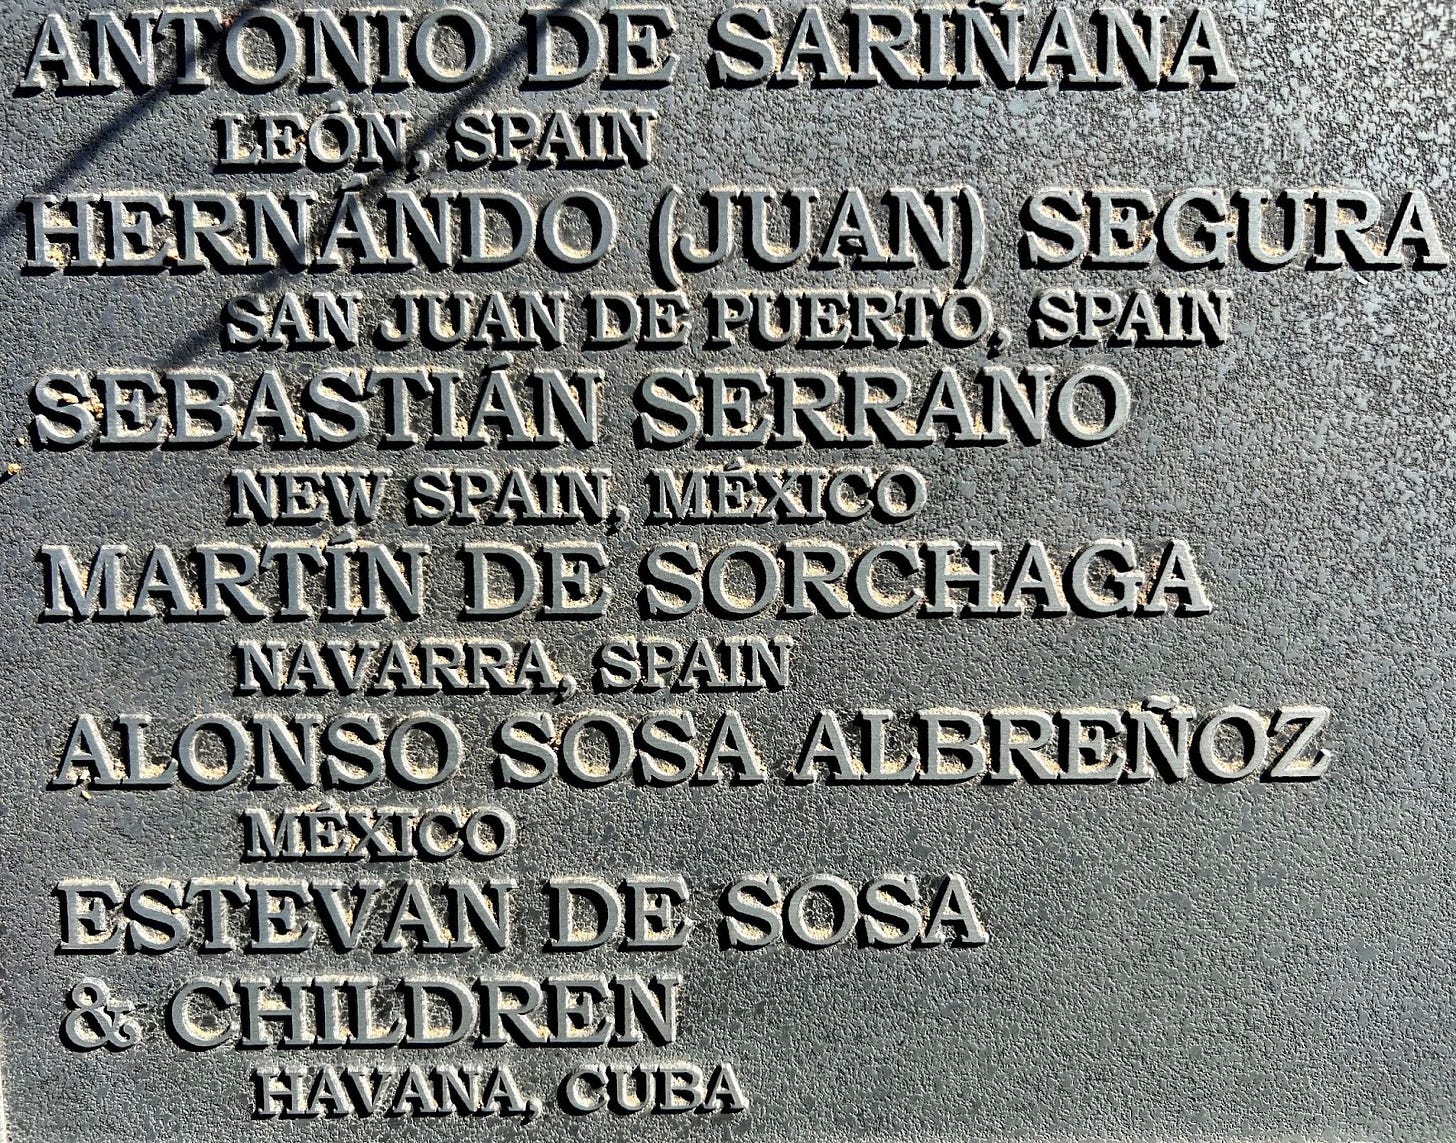 ANTONIO DE SARIÑANA
LEÓN, SPAIN
HERNÁNDO (JUAN) SEGURA
SAN JUAN DE PUERTO, SPAIN
SEBASTIÁN SERRANO
NEW SPAIN, MÉXICO
MARTÍN DE SORCHAGA
NAVARRA, SPAIN
ALONSO SOSA ALBREÑOZ
MÉXICO
ESTEVAN DE SOSA
& CHILDREN
HAVANA, CUBA